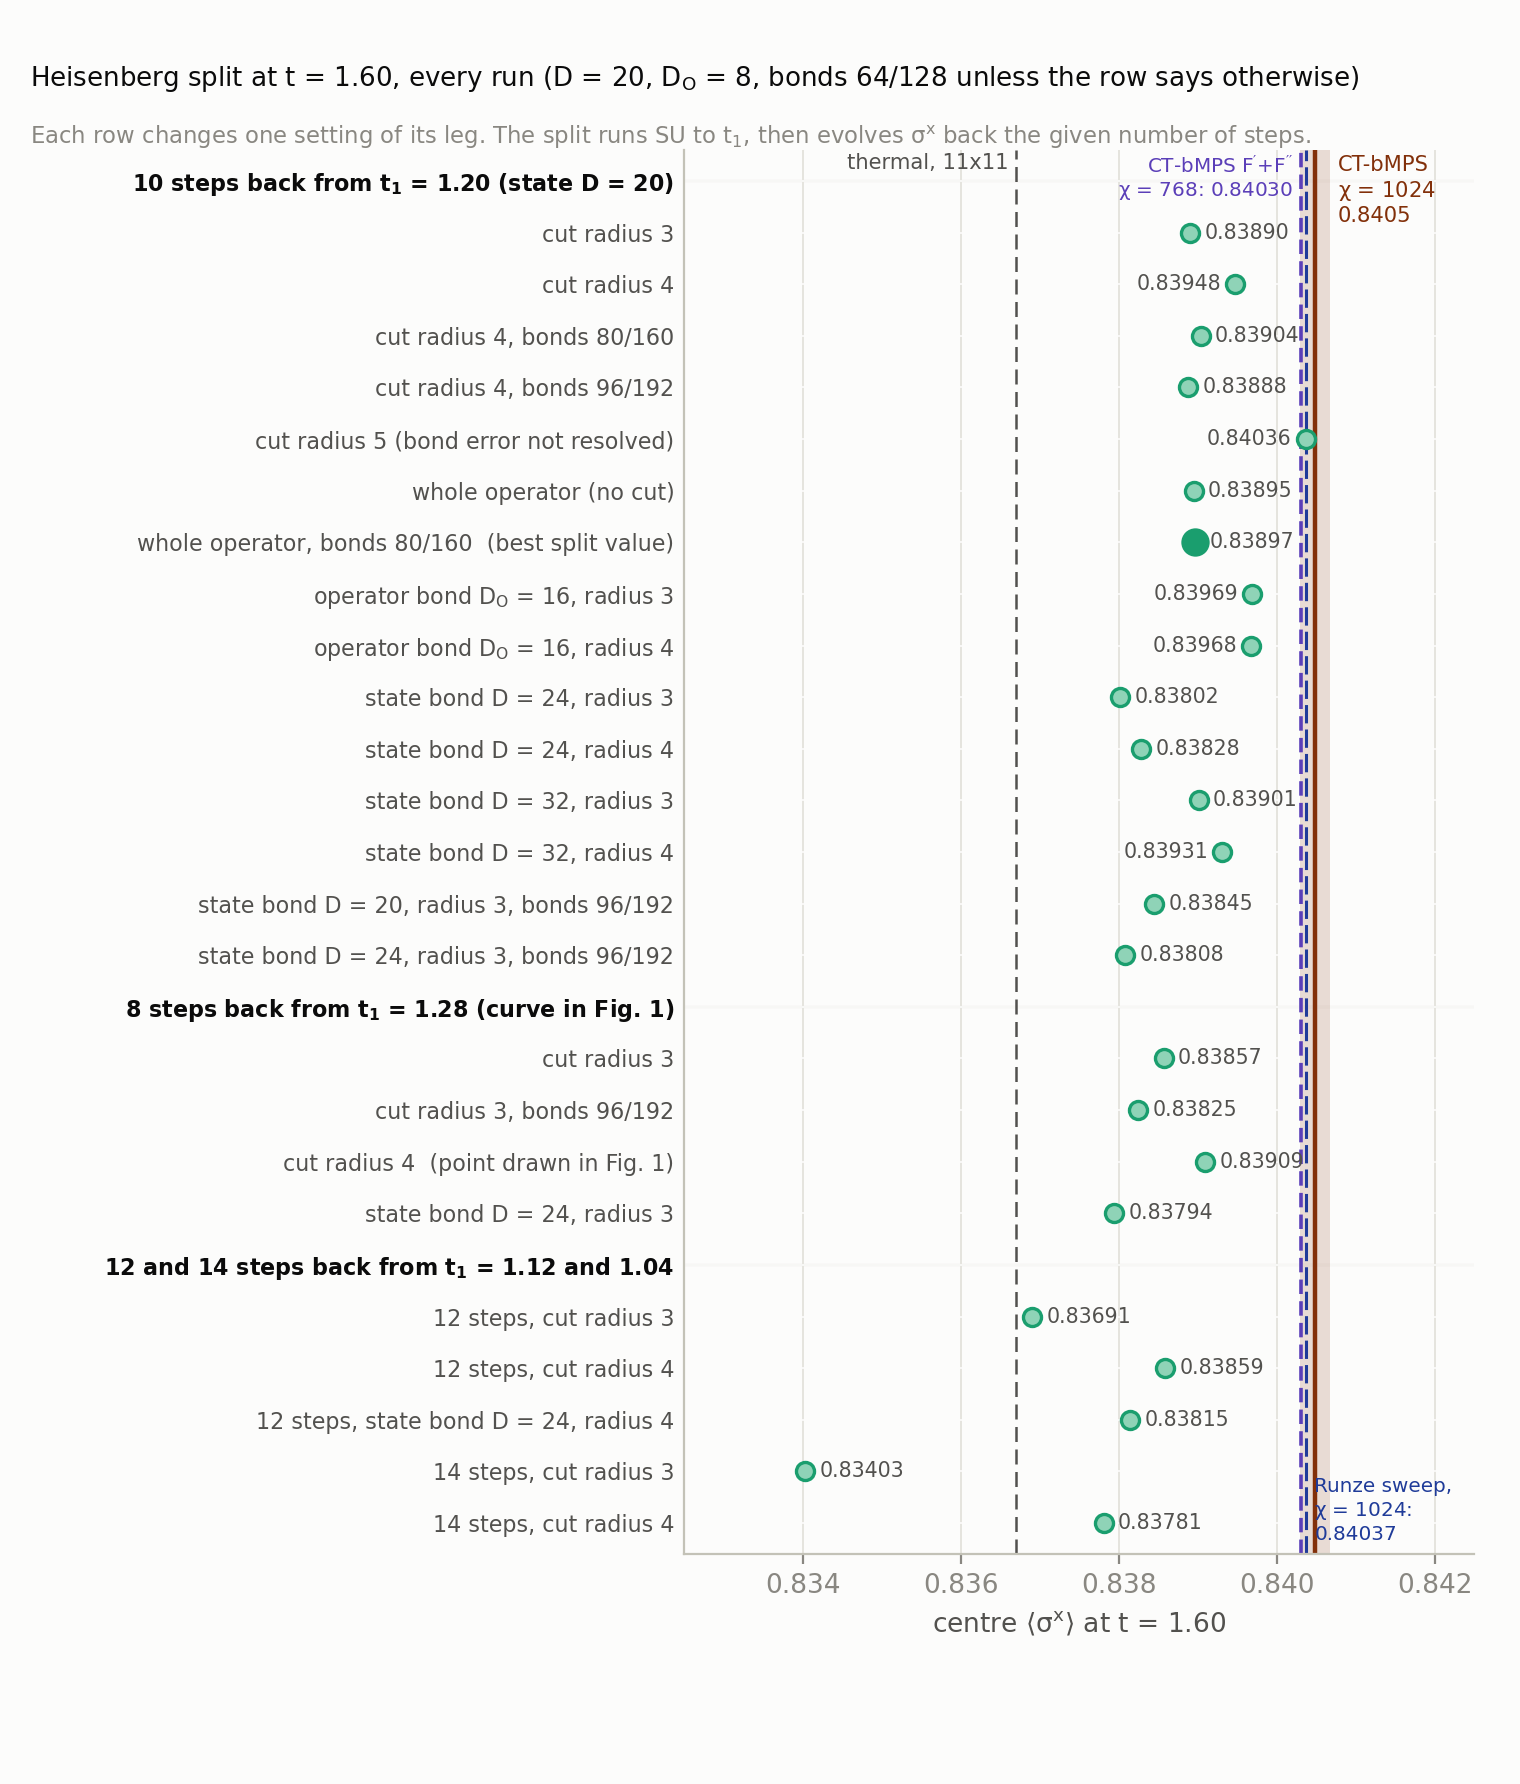 Heisenberg split at t = 1.60, every run (D = 20, D_O = 8, bonds 64/128 unless the row says otherwise)
Each row changes one setting of its leg. The split runs SU to t₁, then evolves σˣ back the given number of steps.
thermal, 11x11
CT-bMPS F′+F″
χ = 768: 0.84030
CT-bMPS
χ = 1024
0.8405
10 steps back from t₁ = 1.20 (state D = 20)
cut radius 3 0.83890
cut radius 4 0.83948
cut radius 4, bonds 80/160 0.83904
cut radius 4, bonds 96/192 0.83888
cut radius 5 (bond error not resolved) 0.84036
whole operator (no cut) 0.83895
whole operator, bonds 80/160 (best split value) 0.83897
operator bond D_O = 16, radius 3 0.83969
operator bond D_O = 16, radius 4 0.83968
state bond D = 24, radius 3 0.83802
state bond D = 24, radius 4 0.83828
state bond D = 32, radius 3 0.83901
state bond D = 32, radius 4 0.83931
state bond D = 20, radius 3, bonds 96/192 0.83845
state bond D = 24, radius 3, bonds 96/192 0.83808
8 steps back from t₁ = 1.28 (curve in Fig. 1)
cut radius 3 0.83857
cut radius 3, bonds 96/192 0.83825
cut radius 4 (point drawn in Fig. 1) 0.83909
state bond D = 24, radius 3 0.83794
12 and 14 steps back from t₁ = 1.12 and 1.04
12 steps, cut radius 3 0.83691
12 steps, cut radius 4 0.83859
12 steps, state bond D = 24, radius 4 0.83815
14 steps, cut radius 3 0.83403
14 steps, cut radius 4 0.83781
Runze sweep,
χ = 1024:
0.84037
0.834 0.836 0.838 0.840 0.842
centre ⟨σˣ⟩ at t = 1.60